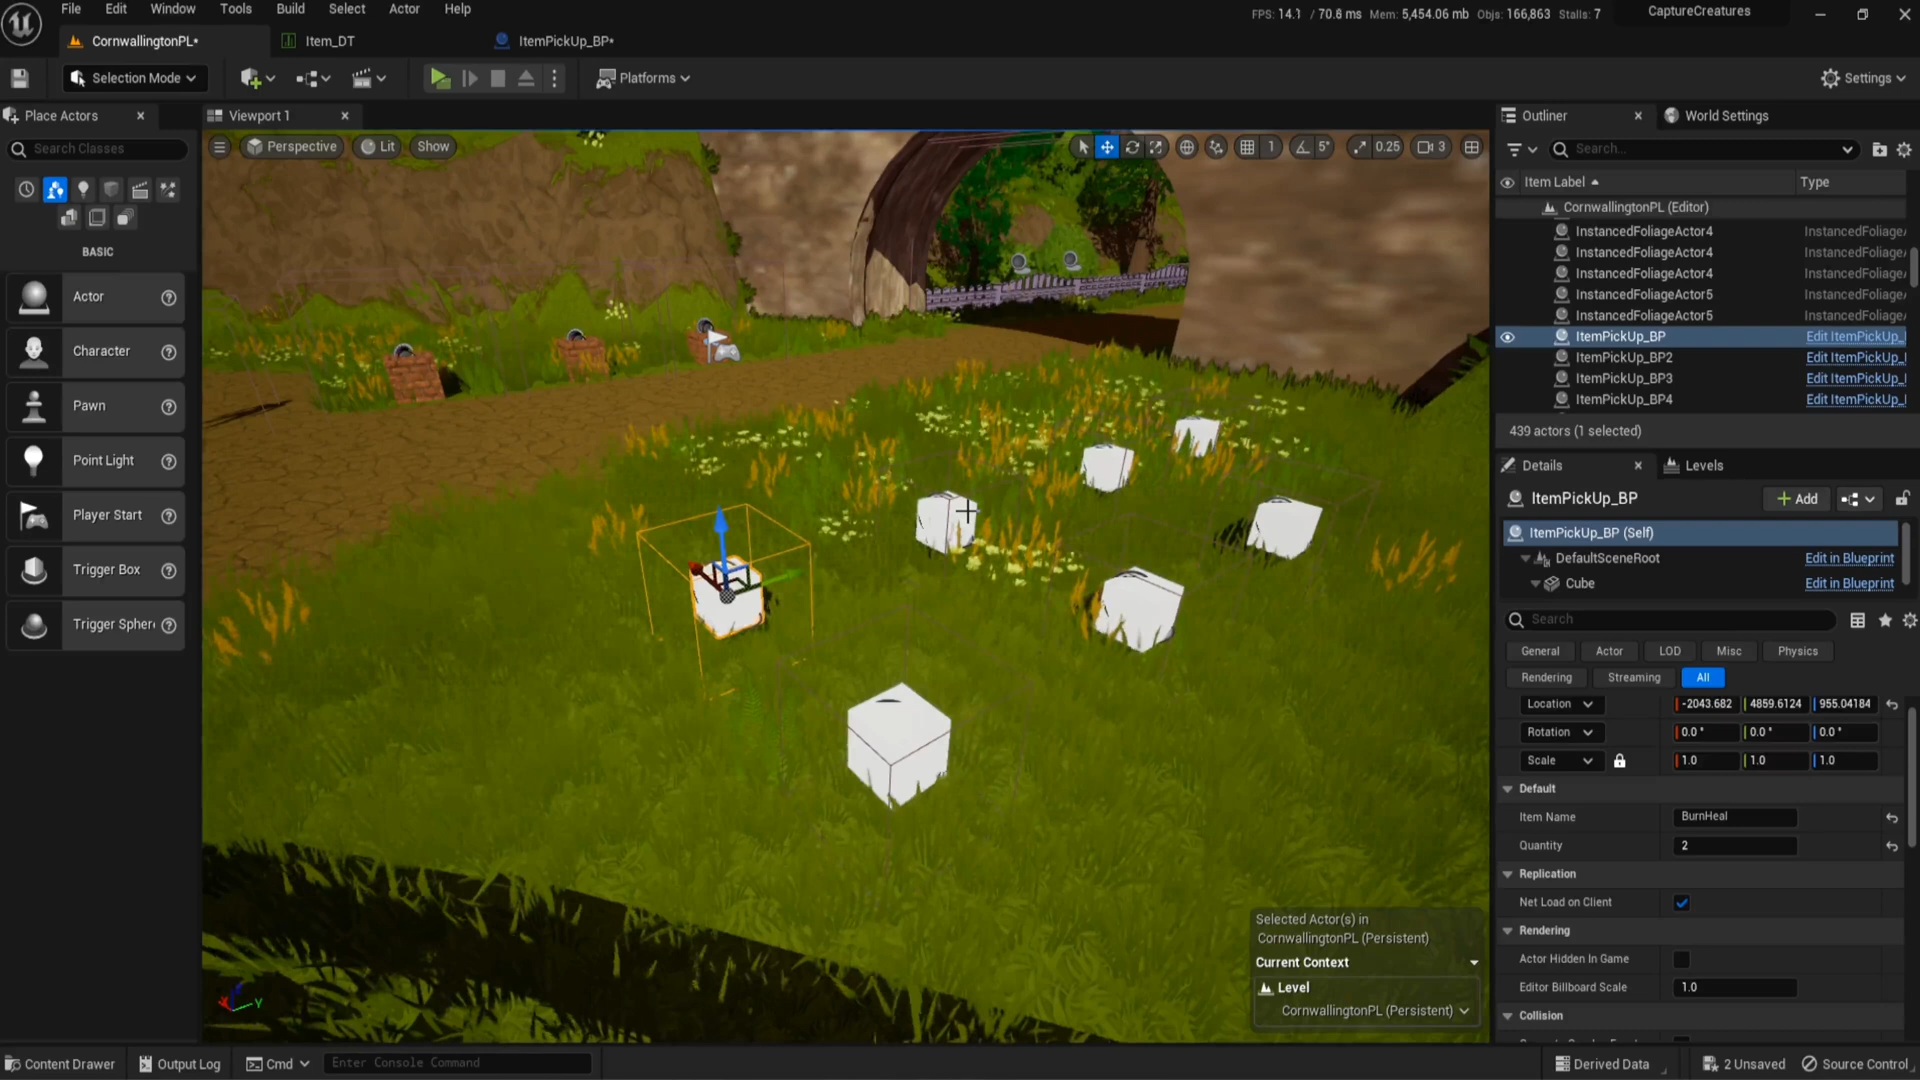 File Edit Window Tools Build Select Actor Help
FPS: 14.1 / 70.6 ms Mem: 5,454.06 mb Objs: 166,863 Stalls: 7
CaptureCreatures
CornwallingtonPL*
Item_DT
ItemPickUp_BP*
Selection Mode
Platforms
Settings
Place Actors
Viewport 1
Outliner
World Settings
Search Classes
Perspective
Lit
Show
1
5°
0.25
3
Search...
Item Label
Type
CornwallingtonPL (Editor)
InstancedFoliageActor4 InstancedFoliageA
InstancedFoliageActor4 InstancedFoliageA
InstancedFoliageActor4 InstancedFoliageA
InstancedFoliageActor5 InstancedFoliageA
InstancedFoliageActor5 InstancedFoliageA
ItemPickUp_BP Edit ItemPickUp_
ItemPickUp_BP2 Edit ItemPickUp_
ItemPickUp_BP3 Edit ItemPickUp_
ItemPickUp_BP4 Edit ItemPickUp_
439 actors (1 selected)
BASIC
Actor
Character
Pawn
Point Light
Player Start
Trigger Box
Trigger Sphere
Details
Levels
ItemPickUp_BP
Add
ItemPickUp_BP (Self)
DefaultSceneRoot Edit in Blueprint
Cube Edit in Blueprint
Search
General Actor LOD Misc Physics
Rendering Streaming All
Location -2043.682 4859.6124 955.04184
Rotation 0.0 ° 0.0 ° 0.0 °
Scale 1.0 1.0 1.0
Default
Item Name BurnHeal
Quantity 2
Replication
Net Load on Client
Rendering
Actor Hidden In Game
Editor Billboard Scale 1.0
Collision
Selected Actor(s) in
CornwallingtonPL (Persistent)
Current Context
Level
CornwallingtonPL (Persistent)
X
Y
Content Drawer
Output Log
Cmd
Enter Console Command
Derived Data
2 Unsaved
Source Control